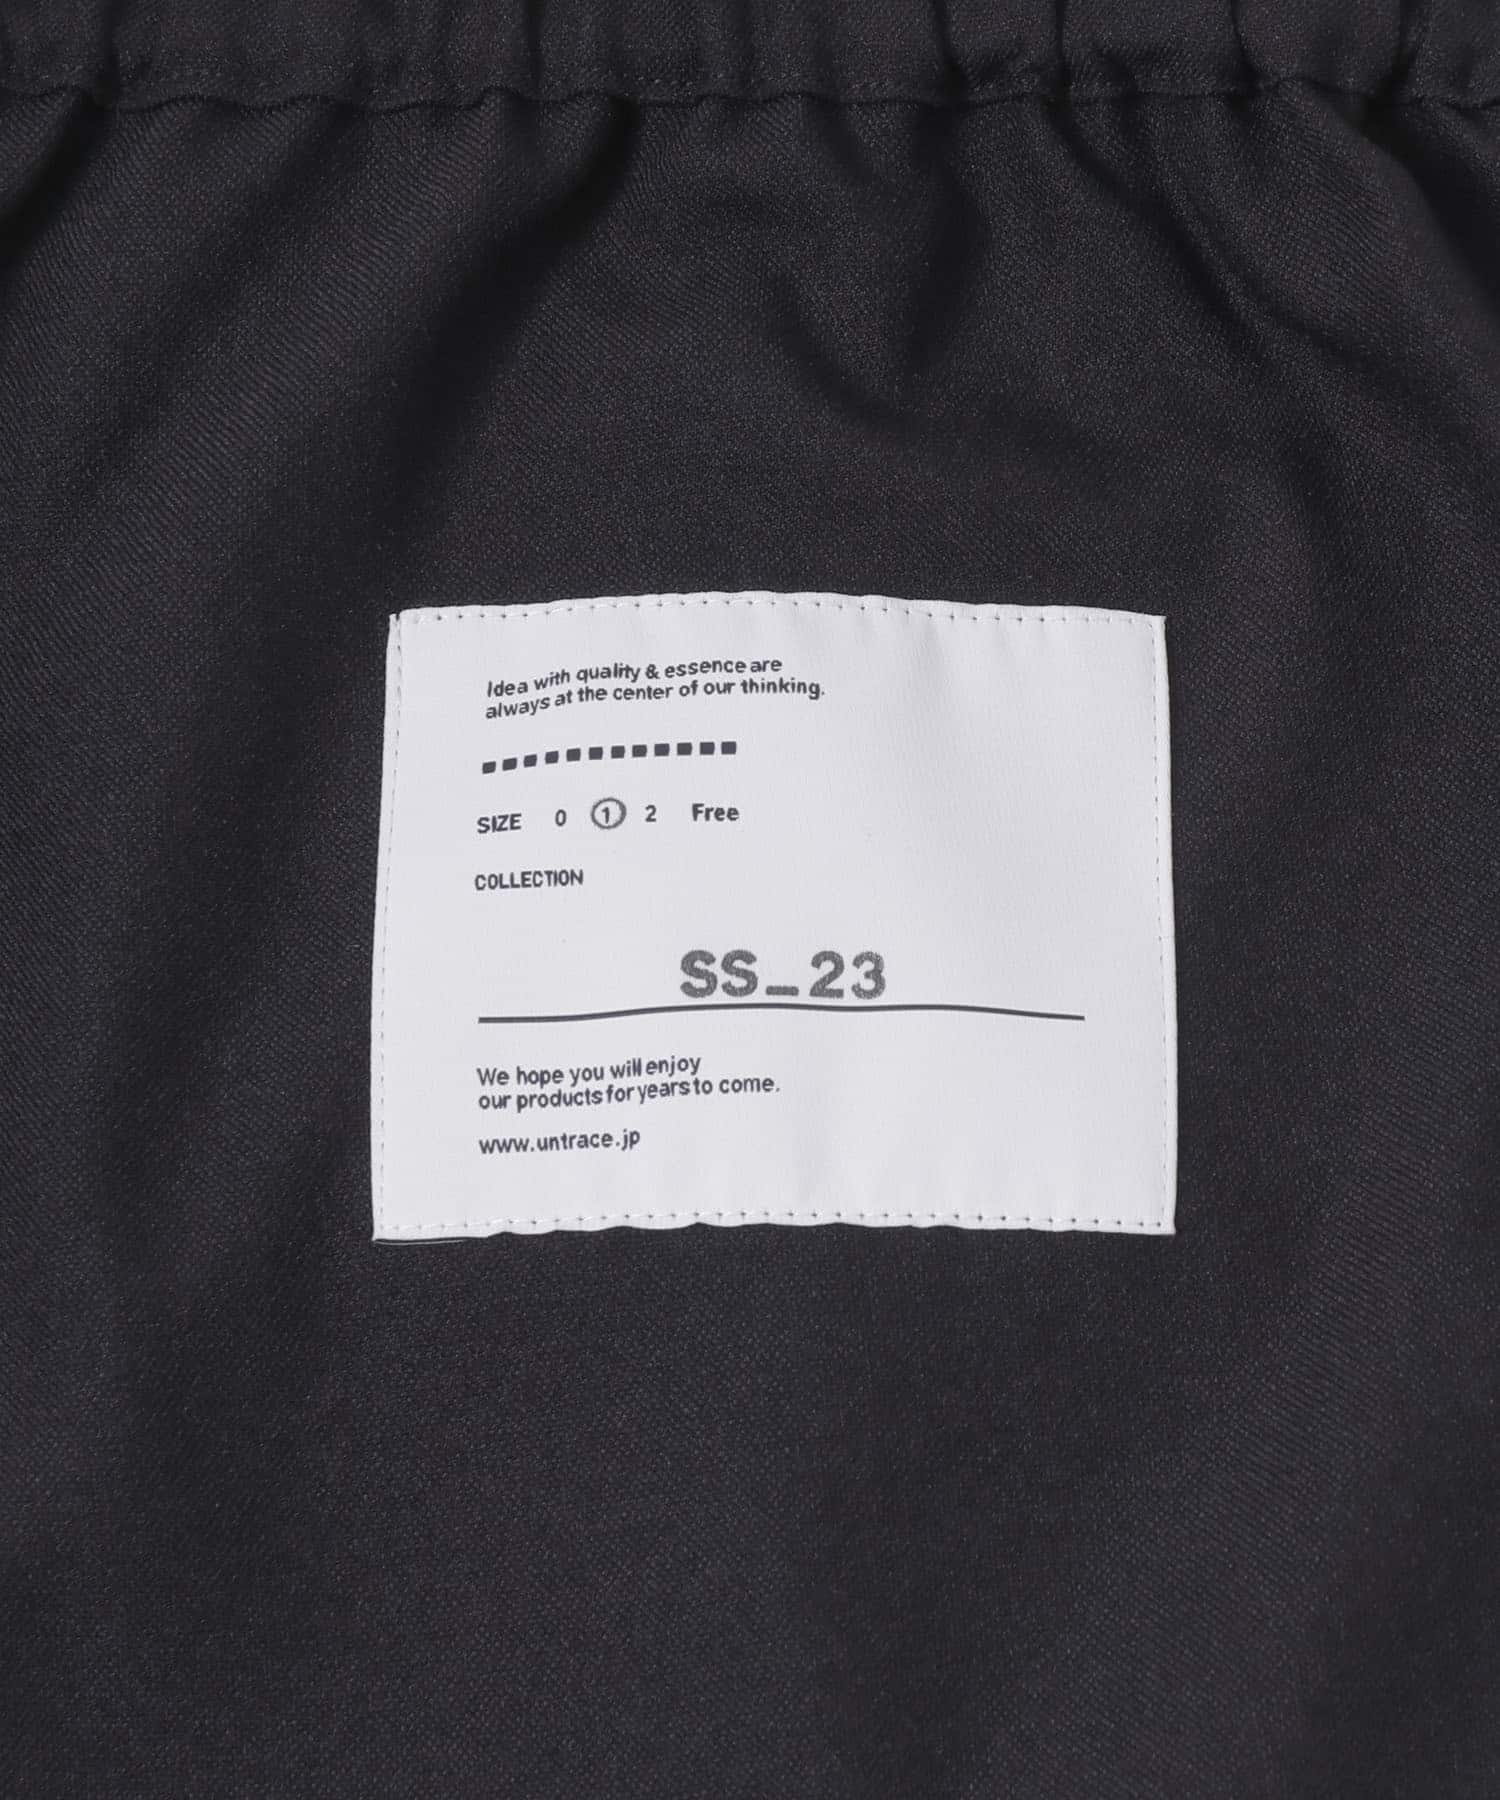 Idea with quality & essence are
always at the center of our thinking.
SIZE 0 1 2 Free
COLLECTION
SS_23
We hope you will enjoy
our products for years to come.
www.untrace.jp